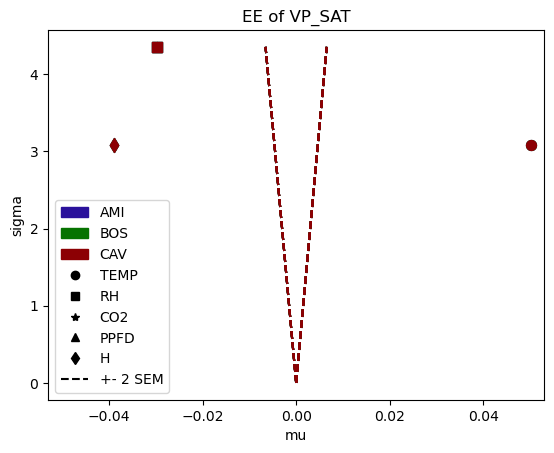 EE of VP_SAT
sigma
4
3
2
1
0
AMI
BOS
CAV
TEMP
RH
CO2
PPFD
H
+- 2 SEM
−0.04
−0.02
0.00
0.02
0.04
mu